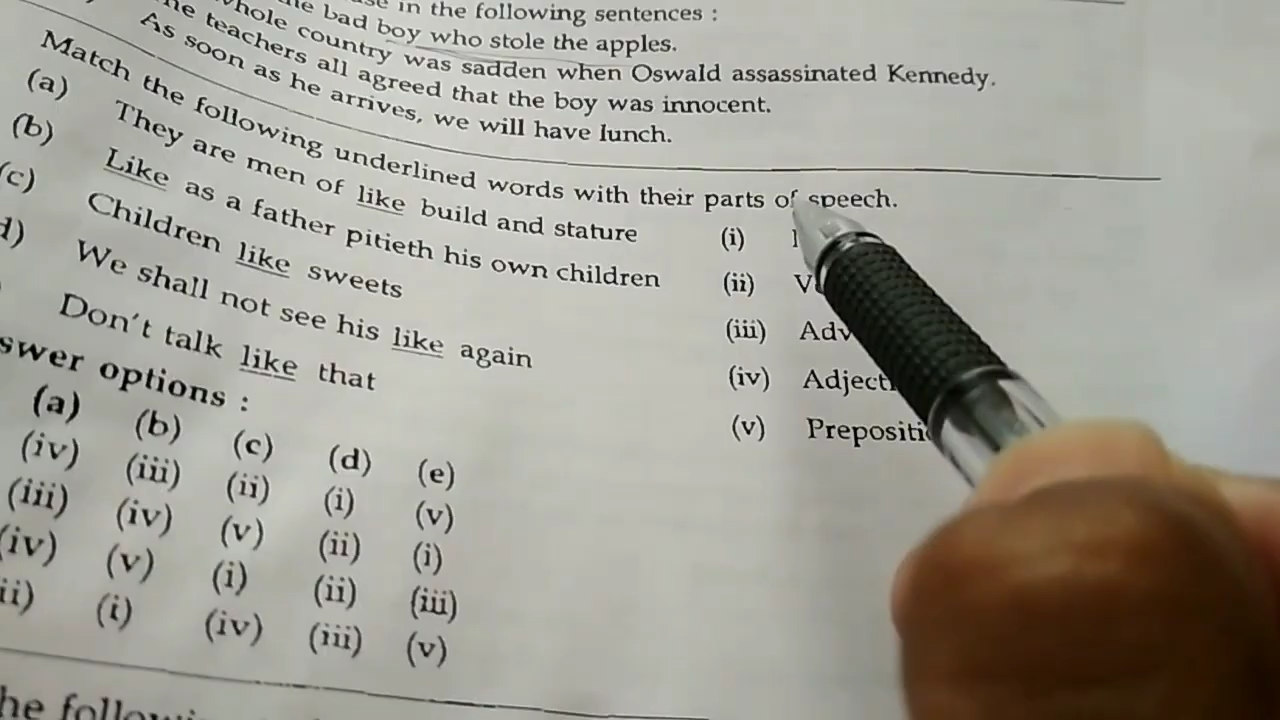 in the following sentences :
bad boy who stole the apples.
whole country was sadden when Oswald assassinated Kennedy.
teachers all agreed that the boy was innocent.
As soon as he arrives, we will have lunch.
Match the following underlined words with their parts of speech.
(a) They are men of like build and stature (i)
(b) Like as a father pitieth his own children (ii)
(c) Children like sweets (iii)
We shall not see his like again (iv)
Don't talk like that (v)
options :
(a) (b) (c) (d) (e)
(iv) (iii) (ii) (i) (v)
(iii) (iv) (v) (ii) (i)
(iv) (v) (i) (ii) (iii)
(i) (iv) (iii) (v)